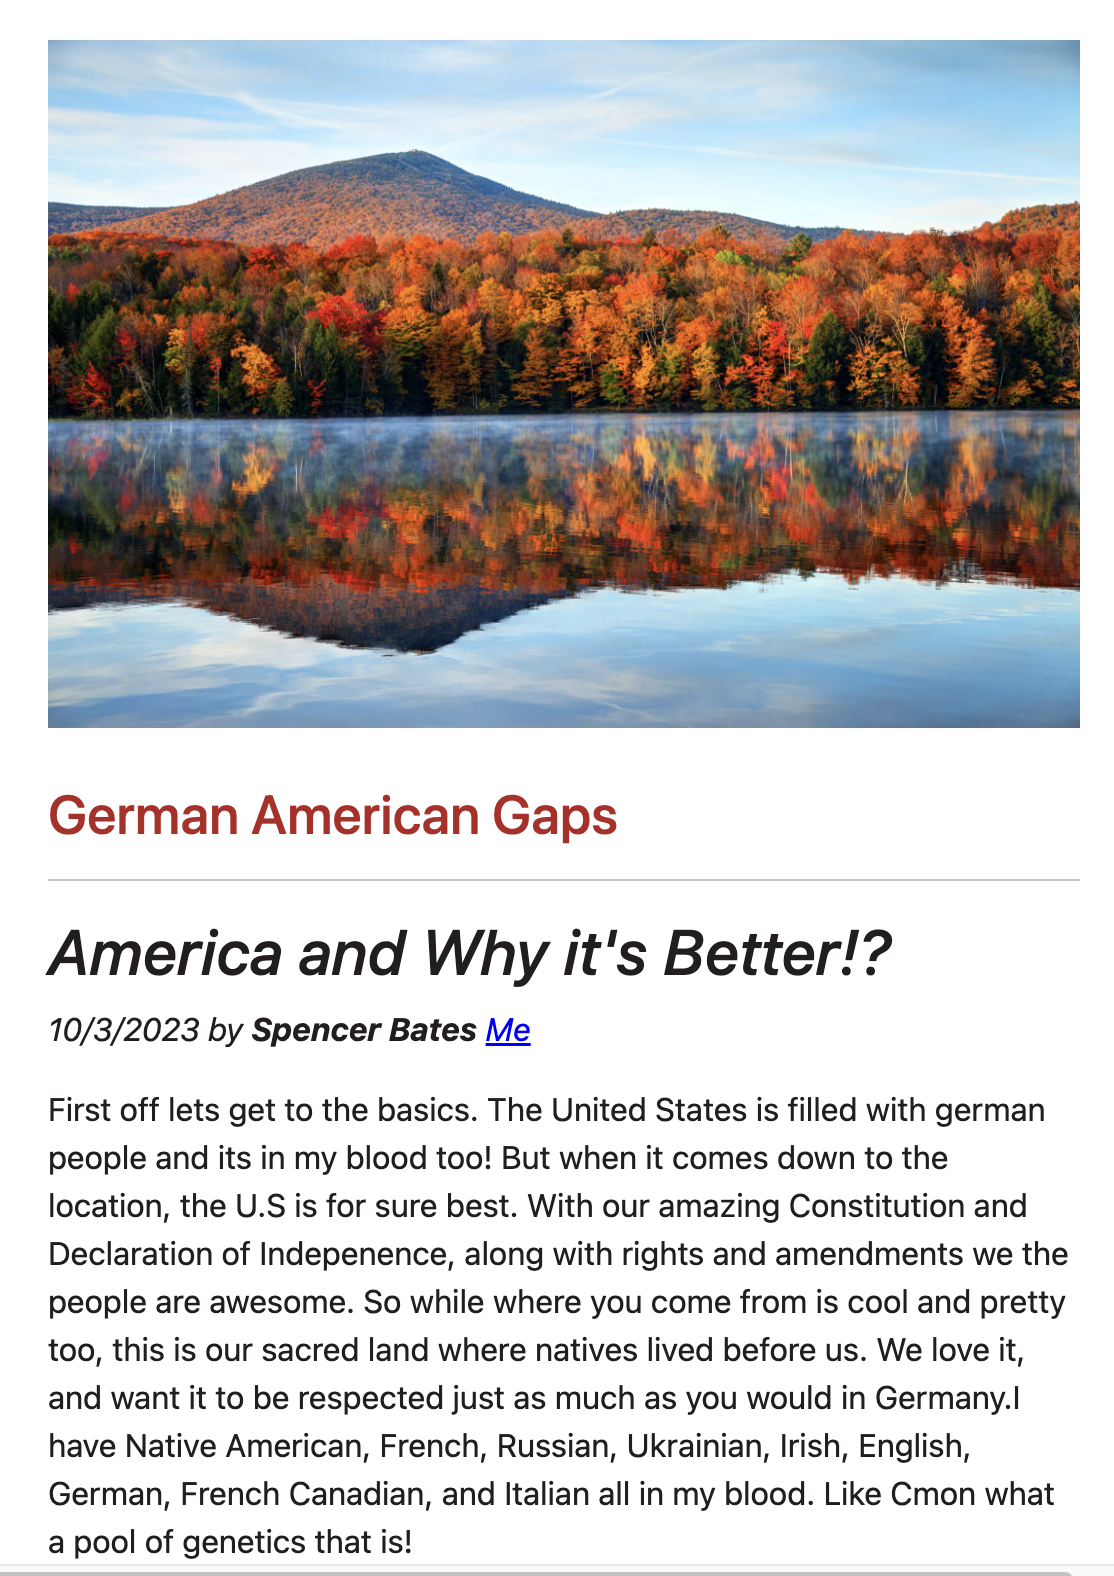 German American Gaps
America and Why it's Better!?
10/3/2023 by Spencer Bates Me
First off lets get to the basics. The United States is filled with german
people and its in my blood too! But when it comes down to the
location, the U.S is for sure best. With our amazing Constitution and
Declaration of Indepenence, along with rights and amendments we the
people are awesome. So while where you come from is cool and pretty
too, this is our sacred land where natives lived before us. We love it,
and want it to be respected just as much as you would in Germany.I
have Native American, French, Russian, Ukrainian, Irish, English,
German, French Canadian, and Italian all in my blood. Like Cmon what
a pool of genetics that is!